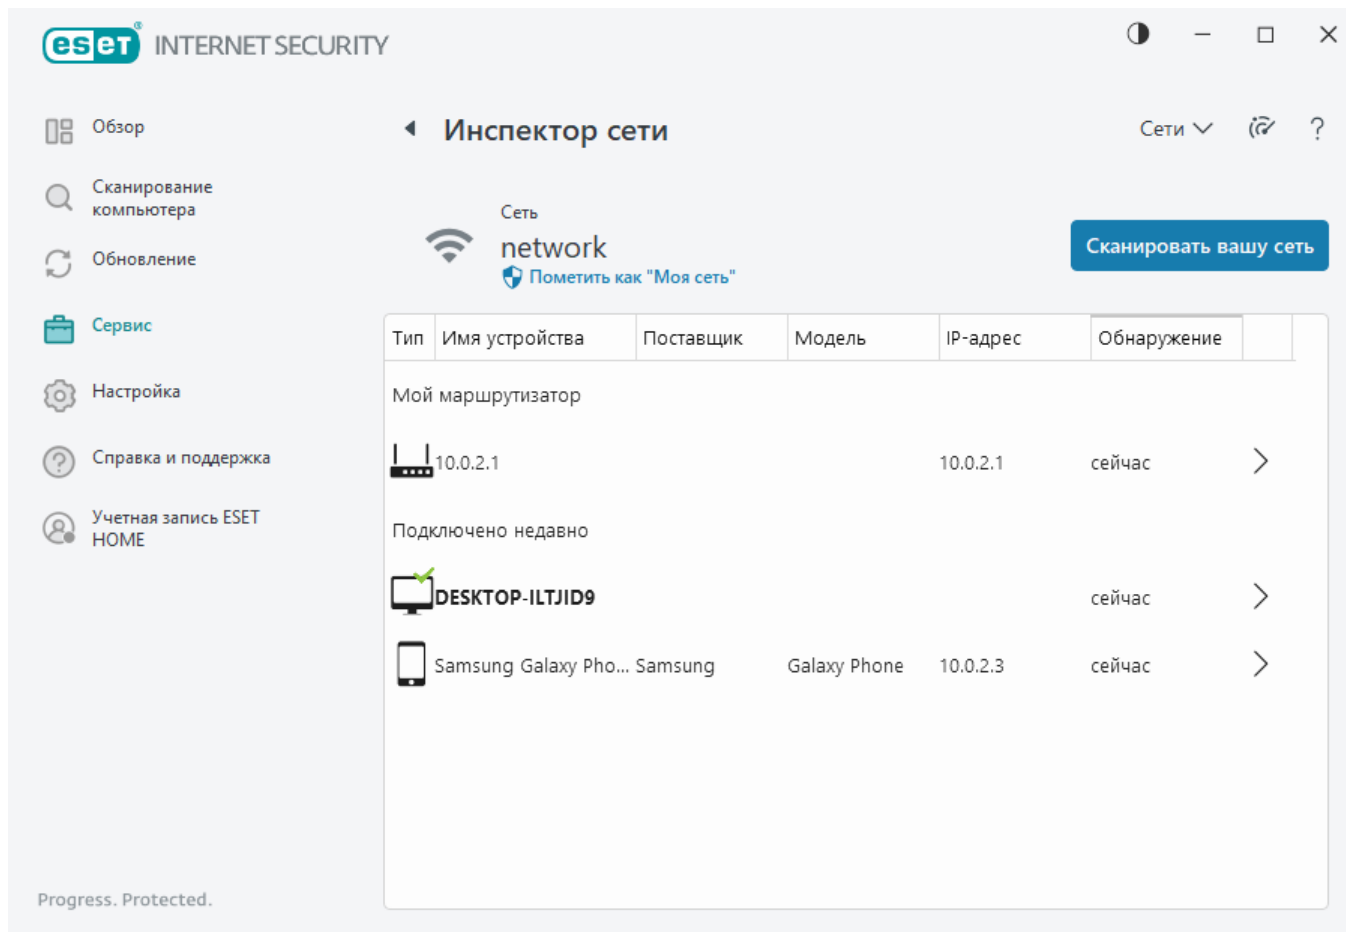 eset® INTERNET SECURITY
Обзор
Сканирование
компьютера
Обновление
Сервис
Настройка
Справка и поддержка
Учетная запись ESET
HOME
Progress. Protected.
Инспектор сети
Сети
?
Сеть
network
Пометить как "Моя сеть"
Сканировать вашу сеть
Тип Имя устройства Поставщик Модель IP-адрес Обнаружение
Мой маршрутизатор
10.0.2.1 10.0.2.1 сейчас
Подключено недавно
DESKTOP-ILTJID9 сейчас
Samsung Galaxy Pho... Samsung Galaxy Phone 10.0.2.3 сейчас